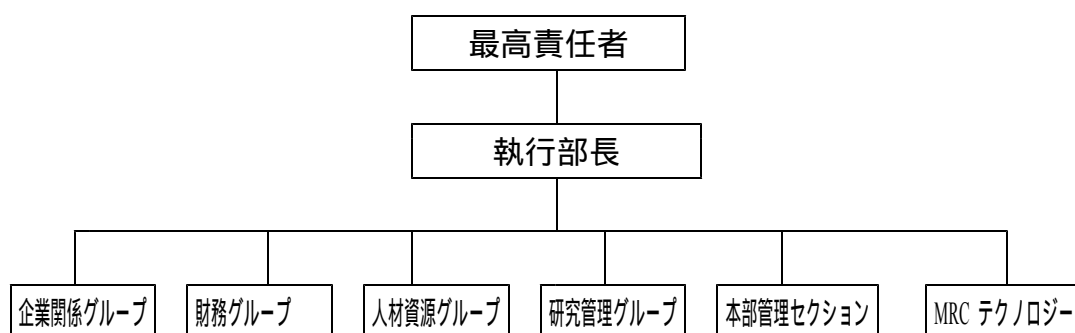 最高責任者
執行部長
企業関係グループ
財務グループ
人材資源グループ
研究管理グループ
本部管理セクション
MRC テクノロジー